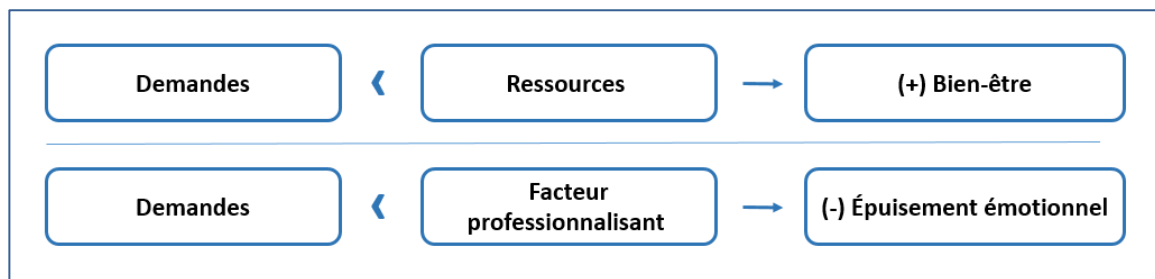 Demandes ‹ Ressources → (+) Bien-être
Demandes ‹ Facteur professionnalisant → (-) Épuisement émotionnel